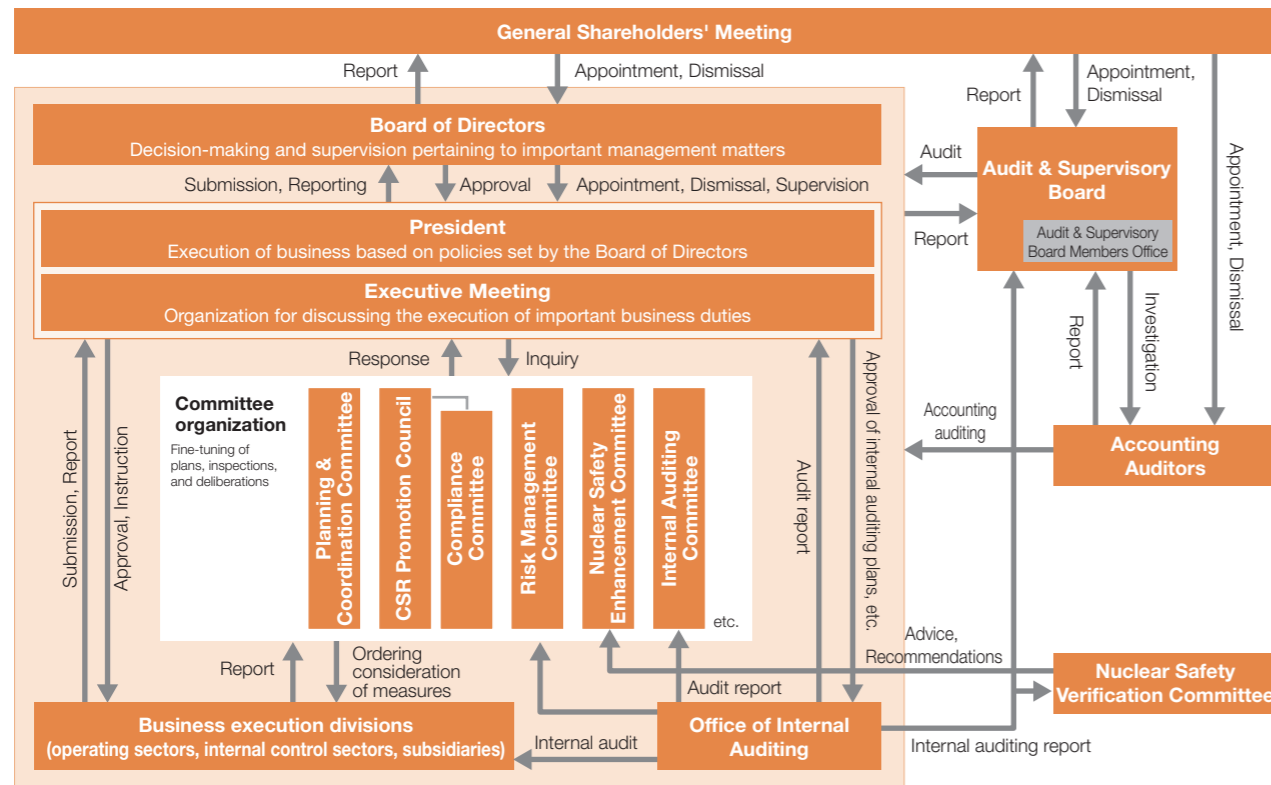 General Shareholders' Meeting
Report
Appointment, Dismissal
Report
Appointment,
Dismissal
Appointment, Dismissal
Board of Directors
Decision-making and supervision pertaining to important management matters
Audit
Audit & Supervisory
Board
Audit & Supervisory
Board Members Office
Submission, Reporting
Approval
Appointment, Dismissal, Supervision
Report
President
Execution of business based on policies set by the Board of Directors
Executive Meeting
Organization for discussing the execution of important business duties
Response
Inquiry
Report
Investigation
Submission, Report
Approval, Instruction
Committee
organization
Fine-tuning of
plans, inspections,
and deliberations
Planning &
Coordination Committee
CSR Promotion Council
Compliance
Committee
Risk Management
Committee
Nuclear Safety
Enhancement Committee
Internal Auditing
Committee
etc.
Audit report
Approval of internal auditing plans, etc.
Accounting
auditing
Accounting
Auditors
Report
Ordering
consideration
of measures
Audit report
Advice,
Recommendations
Nuclear Safety
Verification Committee
Business execution divisions
(operating sectors, internal control sectors, subsidiaries)
Internal audit
Office of Internal
Auditing
Internal auditing report